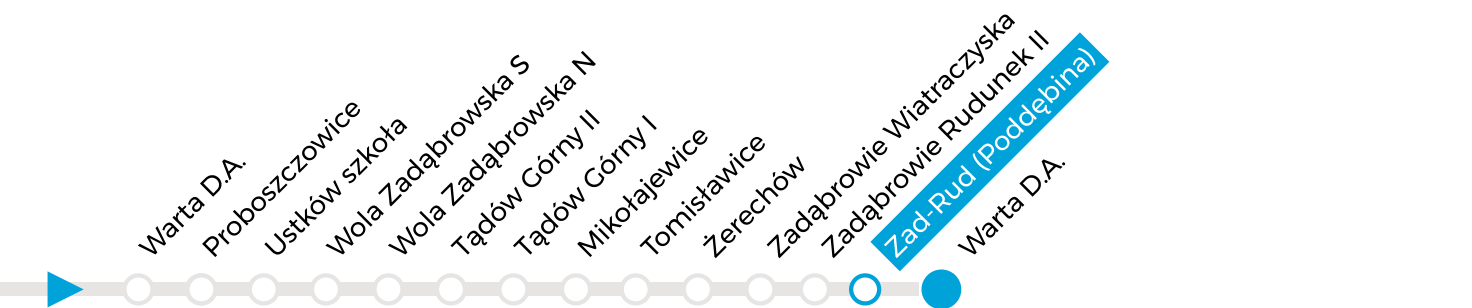 Warta D.A.
Proboszczowice
Ustków szkoła
Wola Zadąbrowska S
Wola Zadąbrowska N
Tądów Górny II
Tądów Górny I
Mikołajewice
Tomisławice
Żerechów
Zadąbrowie Wiatraczyska
Zadąbrowie Rudunek II
Zad-Rud (Poddębina)
Warta D.A.